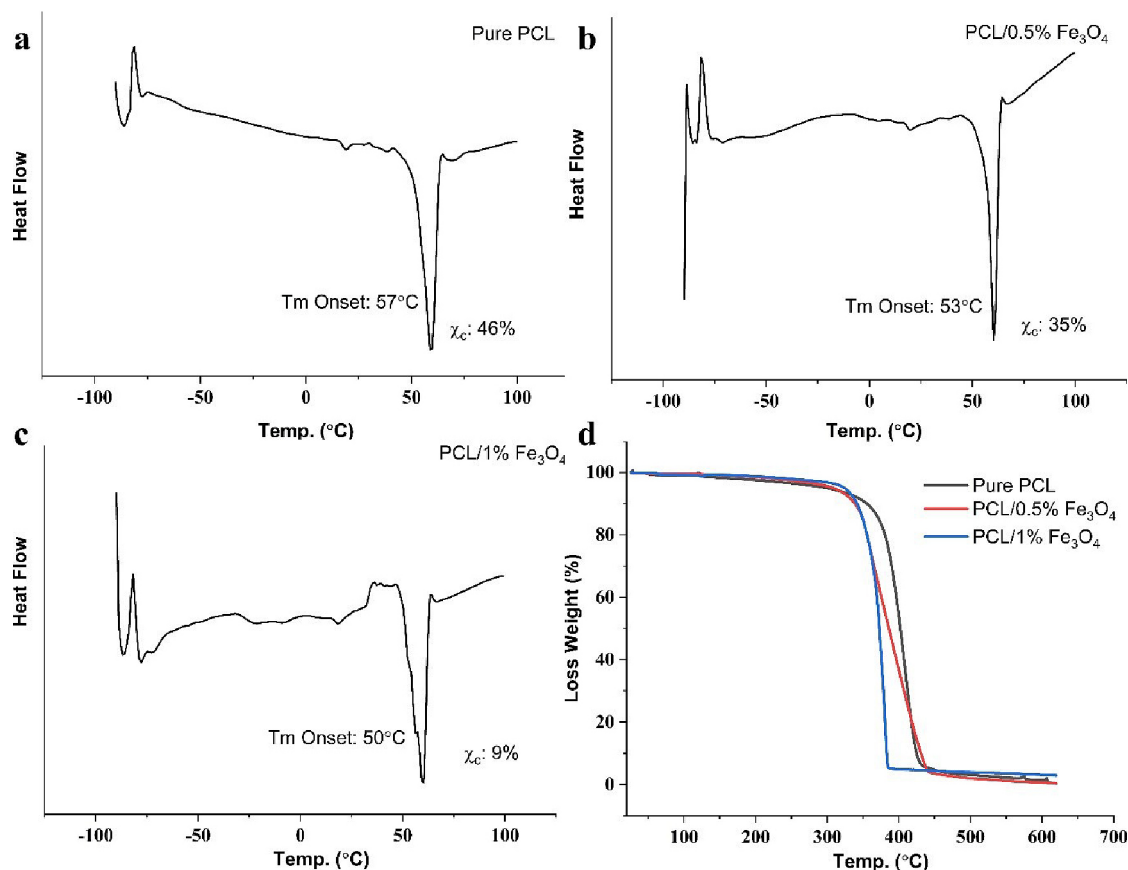 a
Pure PCL
Heat Flow
Tm Onset: 57°C
χc: 46%
-100
-50
0
50
100
Temp. (°C)
b
PCL/0.5% Fe3O4
Heat Flow
Tm Onset: 53°C
χc: 35%
-100
-50
0
50
100
Temp. (°C)
c
PCL/1% Fe3O4
Heat Flow
Tm Onset: 50°C
χc: 9%
-100
-50
0
50
100
Temp. (°C)
d
Loss Weight (%)
100
80
60
40
20
0
Pure PCL
PCL/0.5% Fe3O4
PCL/1% Fe3O4
100
200
300
400
500
600
700
Temp. (°C)